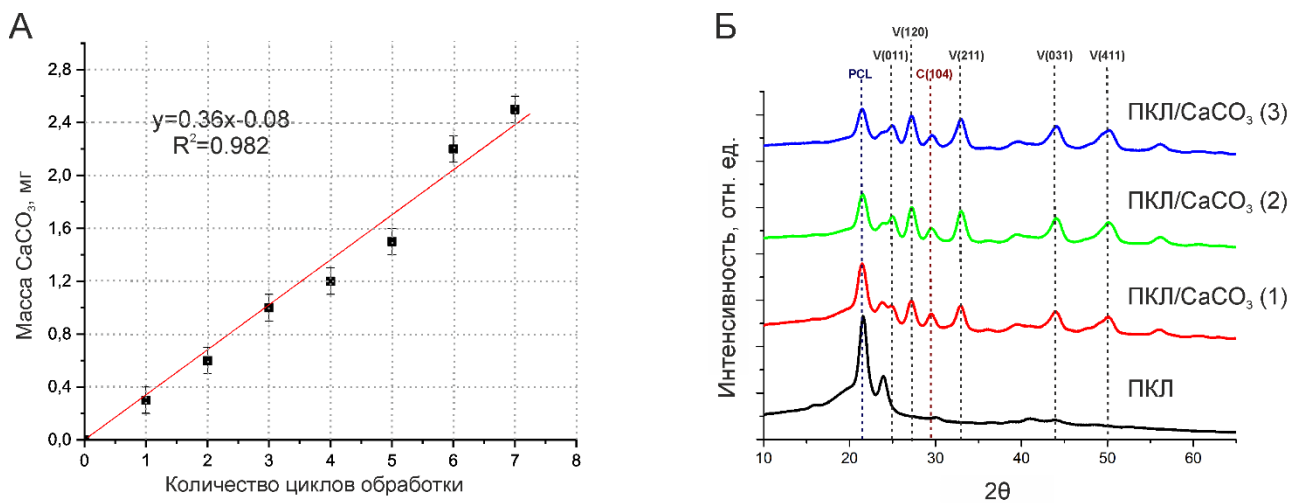 А
2,8
2,4
2,0
1,6
1,2
0,8
0,4
0,0
Масса CaCO₃, мг
y=0.36x-0.08
R²=0.982
0 1 2 3 4 5 6 7 8
Количество циклов обработки
Б
V(120)
V(011) V(211) V(031) V(411)
PCL C(104)
ПКЛ/CaCO₃ (3)
ПКЛ/CaCO₃ (2)
ПКЛ/CaCO₃ (1)
ПКЛ
Интенсивность, отн. ед.
10 20 30 40 50 60
2θ